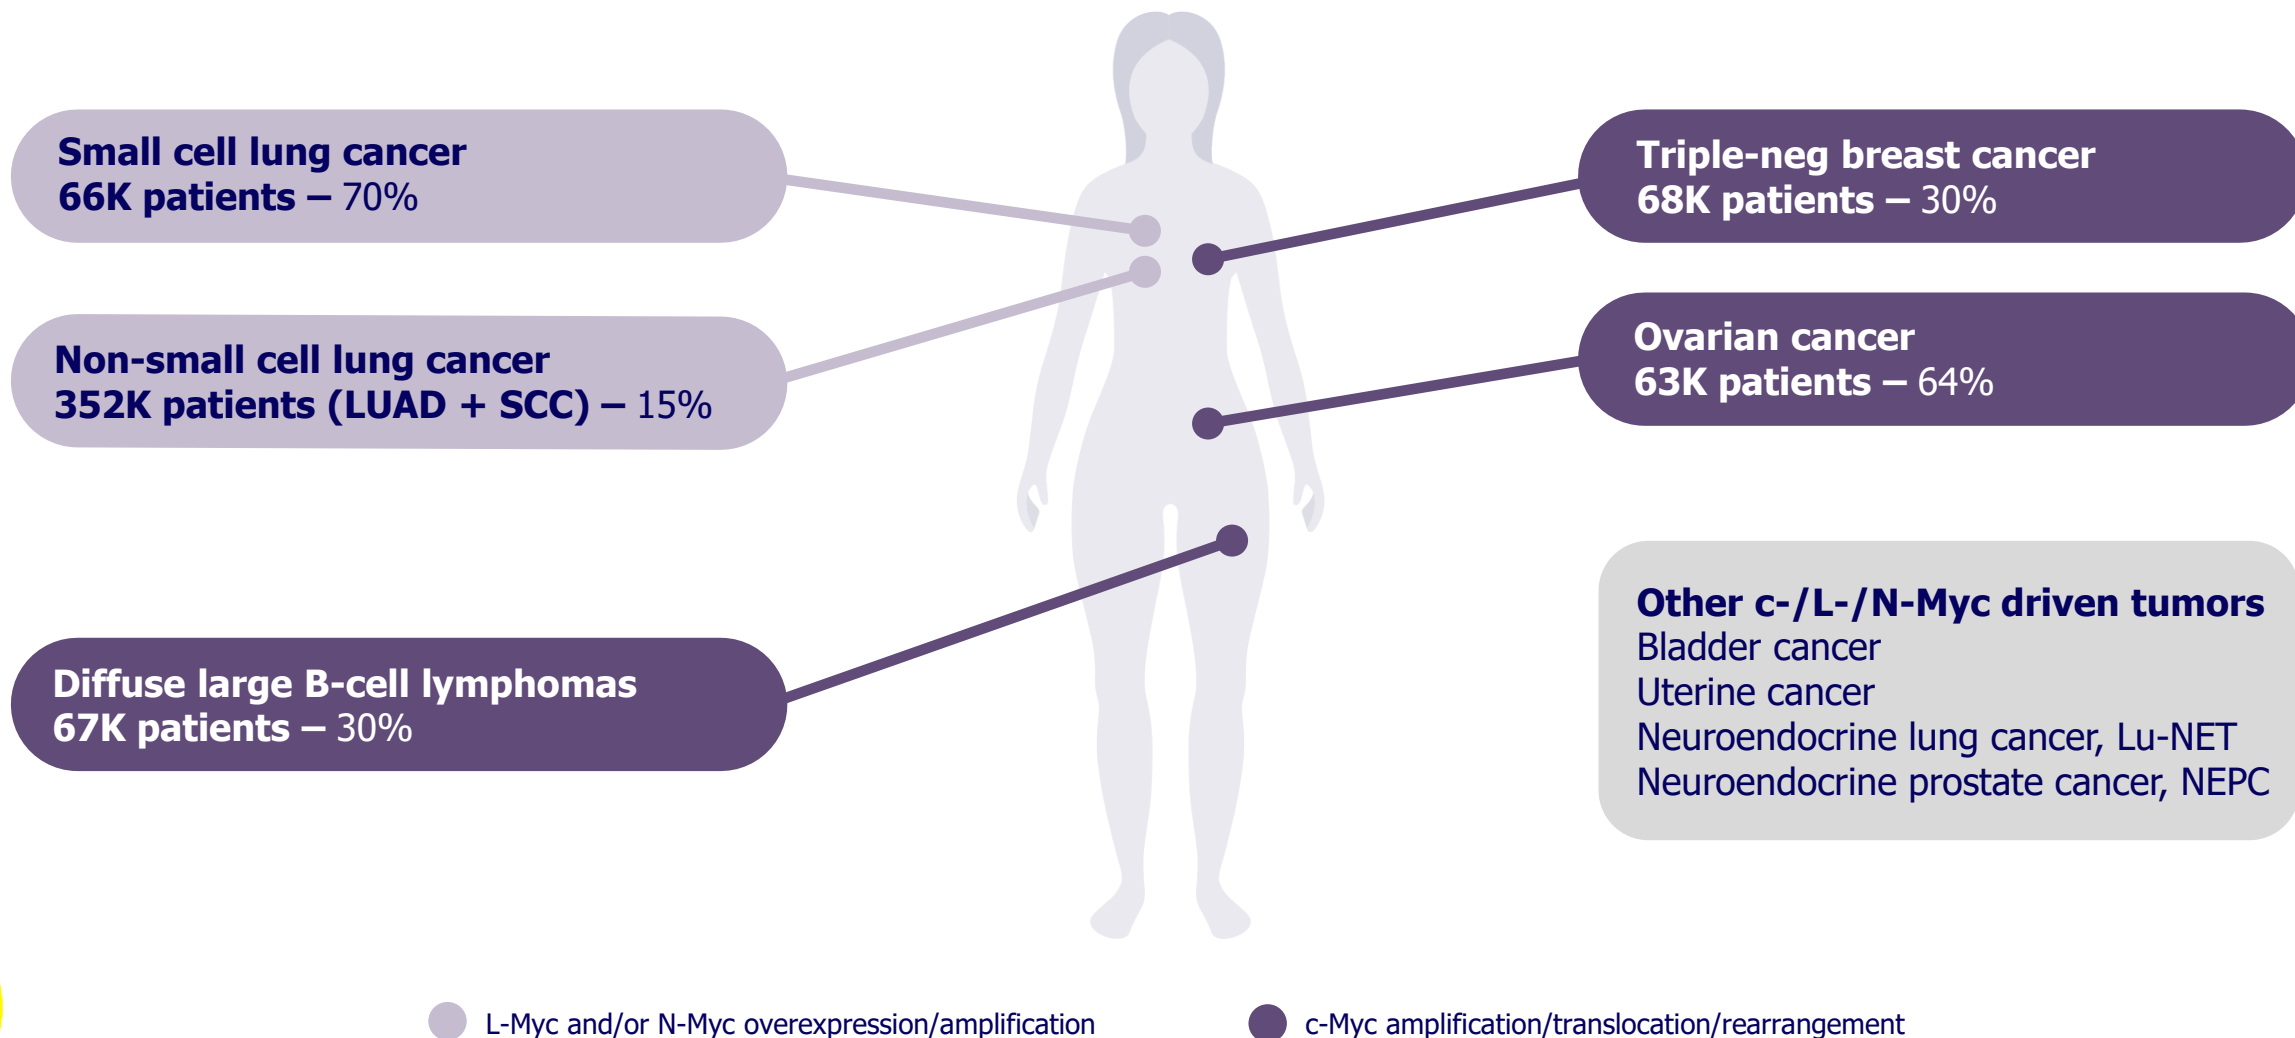 Small cell lung cancer
66K patients – 70%
Non-small cell lung cancer
352K patients (LUAD + SCC) – 15%
Diffuse large B-cell lymphomas
67K patients – 30%
Triple-neg breast cancer
68K patients – 30%
Ovarian cancer
63K patients – 64%
Other c-/L-/N-Myc driven tumors
Bladder cancer
Uterine cancer
Neuroendocrine lung cancer, Lu-NET
Neuroendocrine prostate cancer, NEPC
L-Myc and/or N-Myc overexpression/amplification
c-Myc amplification/translocation/rearrangement